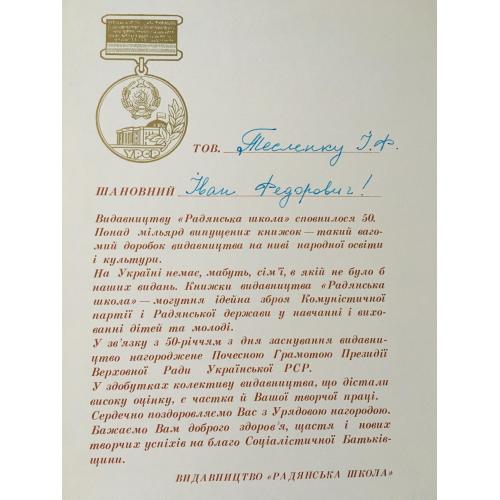 УРСР
ТОВ. Тесленку І. Ф.
ШАНОВНИЙ Іван Федорович!
Видавництву «Радянська школа» сповнилося 50.
Понад мільярд випущених книжок — такий ваго-
мий доробок видавництва на ниві народної освіти
і культури.
На Україні немає, мабуть, сім'ї, в якій не було б
наших видань. Книжки видавництва «Радянська
школа» — могутня ідейна зброя Комуністичної
партії і Радянської держави у навчанні і вихо-
ванні дітей та молоді.
У зв'язку з 50-річчям з дня заснування видавни-
цтво нагороджене Почесною Грамотою Президії
Верховної Ради Української РСР.
У здобутках колективу видавництва, що дістали
високу оцінку, є частка й Вашої творчої праці.
Сердечно поздоровляємо Вас з Урядовою нагородою.
Бажаємо Вам доброго здоров'я, щастя і нових
творчих успіхів на благо Соціалістичної Батьків-
щини.
ВИДАВНИЦТВО «РАДЯНСЬКА ШКОЛА»